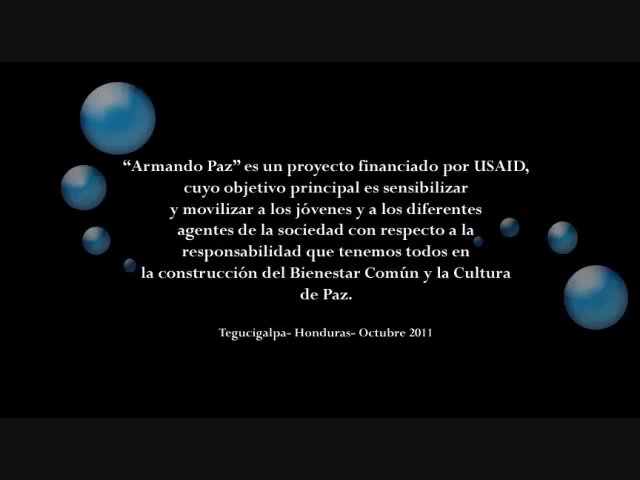 “Armando Paz” es un proyecto financiado por USAID,
cuyo objetivo principal es sensibilizar
y movilizar a los jóvenes y a los diferentes
agentes de la sociedad con respecto a la
responsabilidad que tenemos todos en
la construcción del Bienestar Común y la Cultura
de Paz.
Tegucigalpa- Honduras- Octubre 2011